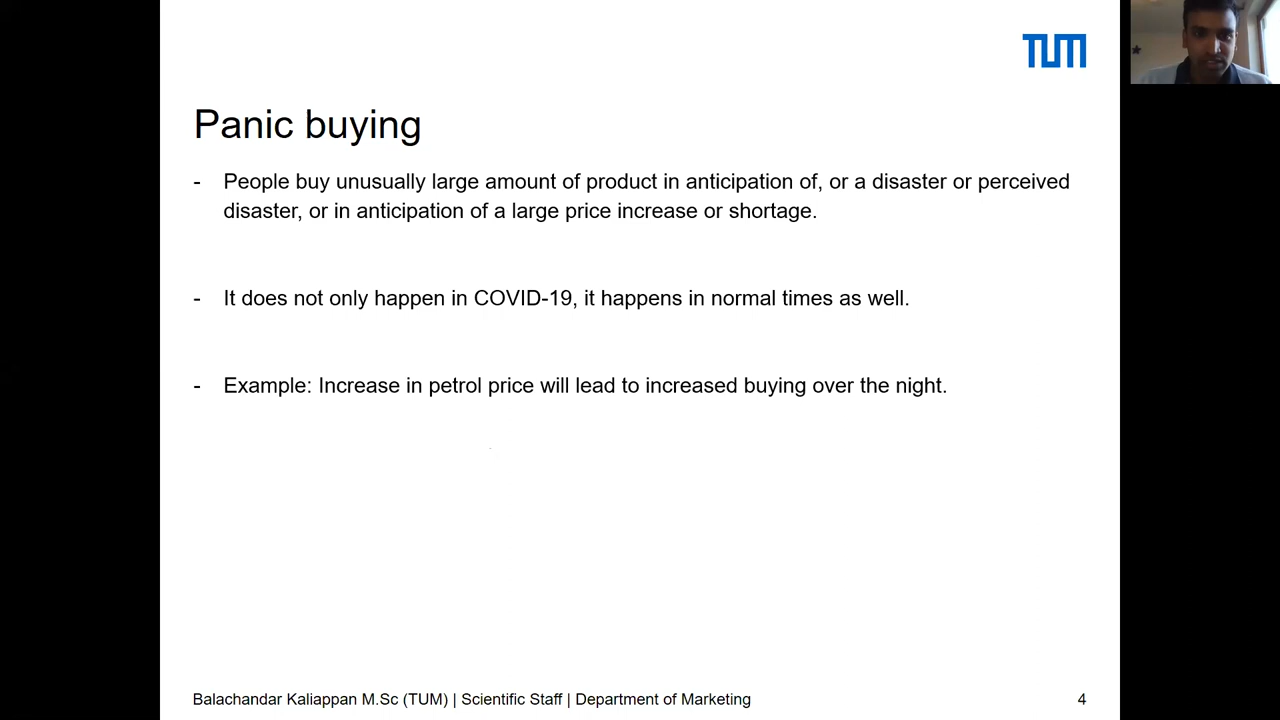 TUM
Panic buying
- People buy unusually large amount of product in anticipation of, or a disaster or perceived
disaster, or in anticipation of a large price increase or shortage.
- It does not only happen in COVID-19, it happens in normal times as well.
- Example: Increase in petrol price will lead to increased buying over the night.
Balachandar Kaliappan M.Sc (TUM) | Scientific Staff | Department of Marketing
4